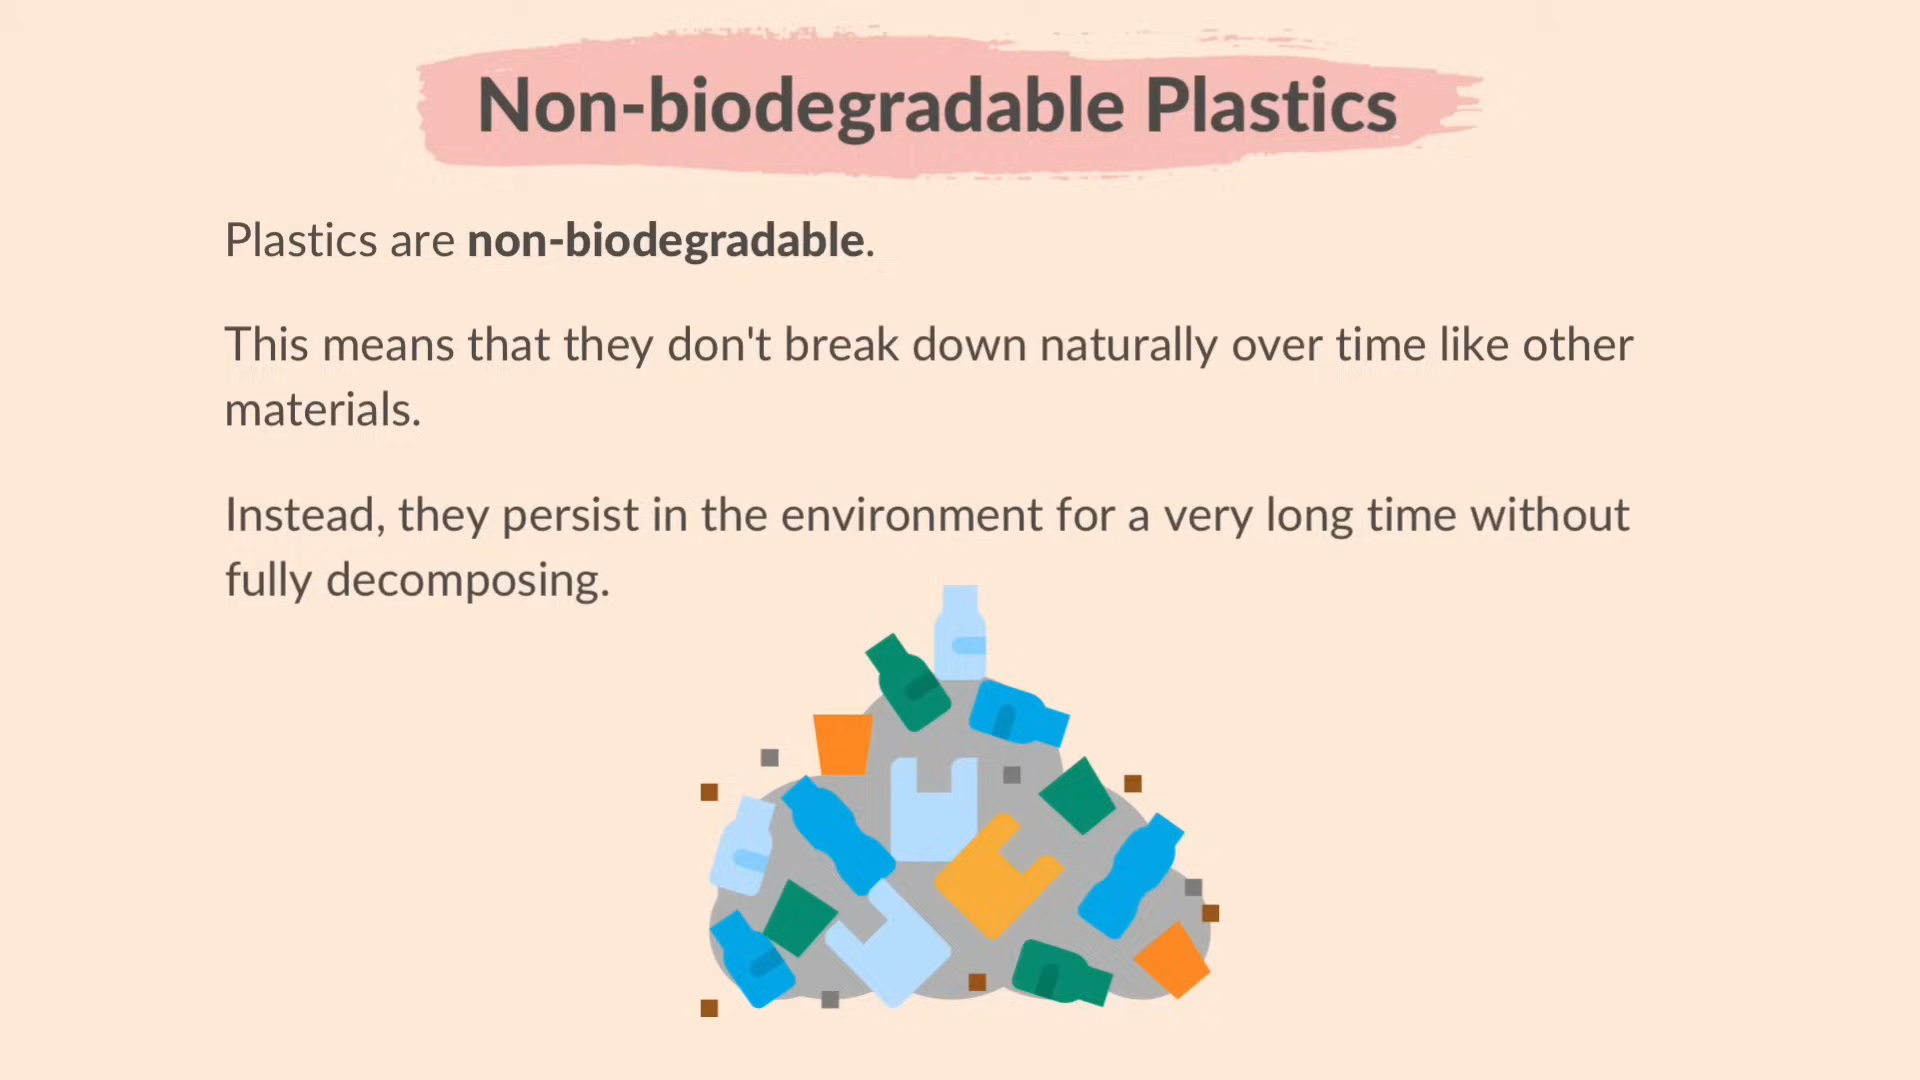 Non-biodegradable Plastics
Plastics are non-biodegradable.
This means that they don't break down naturally over time like other
materials.
Instead, they persist in the environment for a very long time without
fully decomposing.